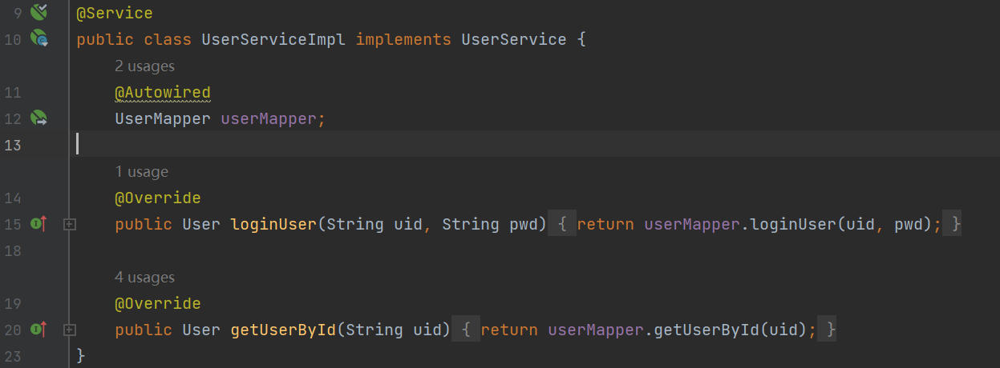 9 @Service
10 public class UserServiceImpl implements UserService {
2 usages
11 @Autowired
12 UserMapper userMapper;
13
1 usage
14 @Override
15 public User loginUser(String uid, String pwd) { return userMapper.loginUser(uid, pwd); }
18
4 usages
19 @Override
20 public User getUserById(String uid) { return userMapper.getUserById(uid); }
23 }